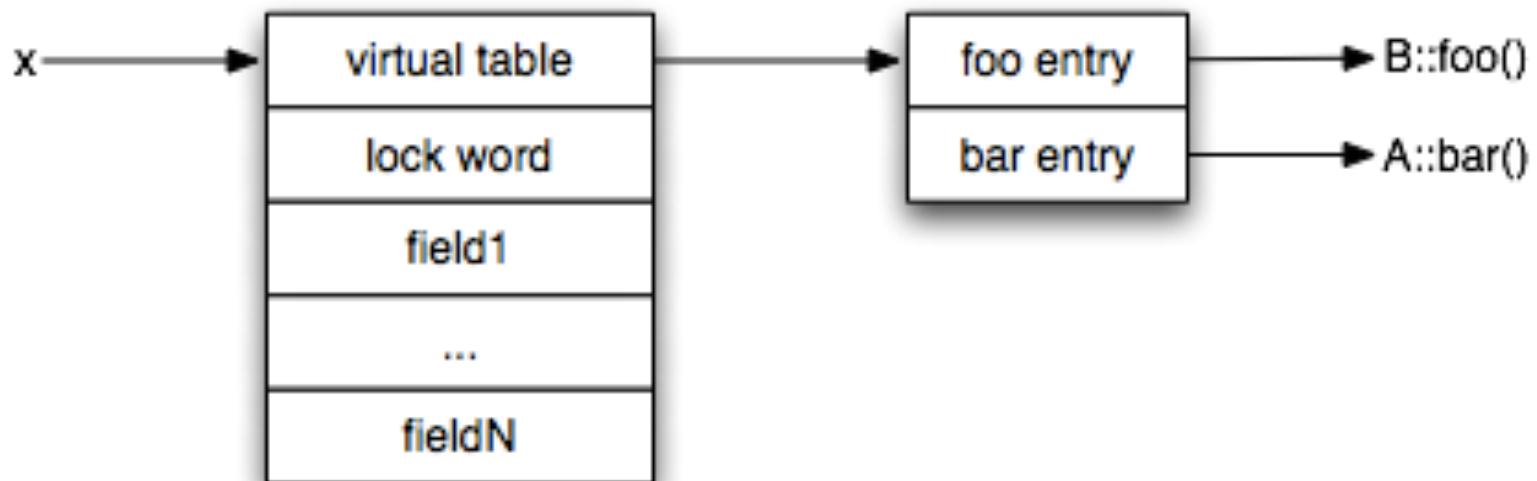 x virtual table foo entry B::foo()
lock word bar entry A::bar()
field1
...
fieldN